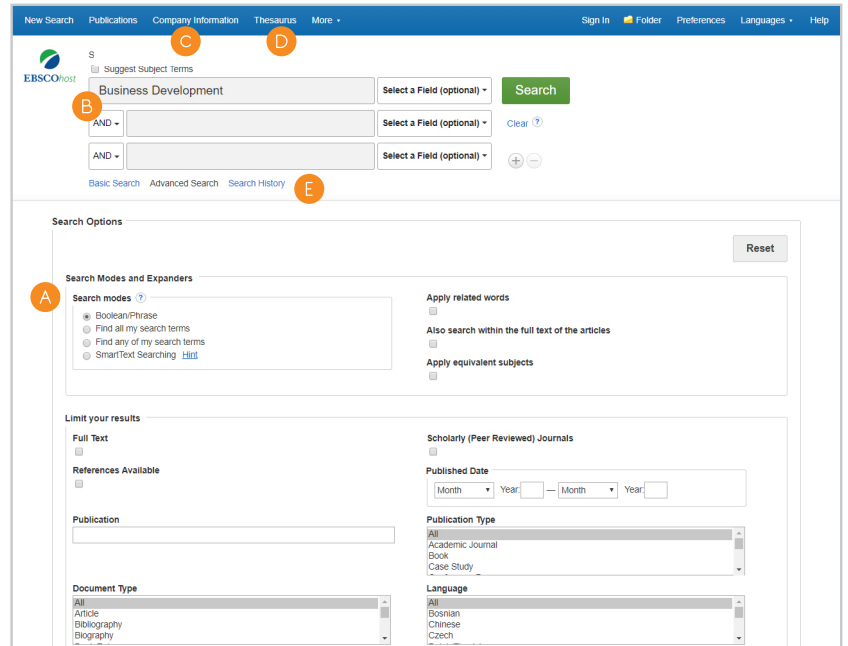 New Search Publications Company Information Thesaurus More Sign In Folder Preferences Languages Help
C D
S
Suggest Subject Terms
EBSCOhost
Business Development Select a Field (optional) Search
B
AND Select a Field (optional) Clear ?
AND Select a Field (optional) + −
Basic Search Advanced Search Search History E
Search Options
Reset
Search Modes and Expanders
A
Search modes ? Apply related words
Boolean/Phrase
Find all my search terms Also search within the full text of the articles
Find any of my search terms
SmartText Searching Hint Apply equivalent subjects
Limit your results
Full Text Scholarly (Peer Reviewed) Journals
References Available Published Date
Month Year: — Month Year:
Publication Publication Type
All
Academic Journal
Book
Case Study
Document Type Language
All All
Article Bosnian
Bibliography Chinese
Biography Czech